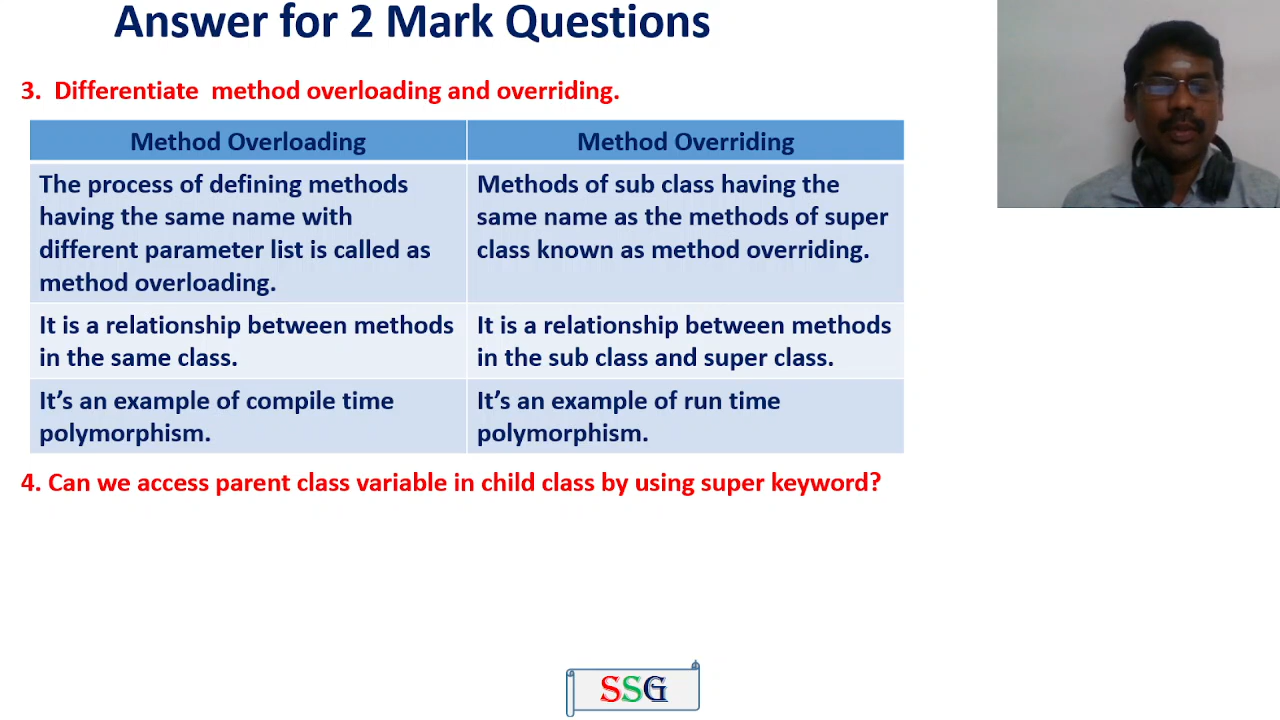 Answer for 2 Mark Questions
3. Differentiate method overloading and overriding.
Method Overloading
Method Overriding
The process of defining methods
having the same name with
different parameter list is called as
method overloading.
Methods of sub class having the
same name as the methods of super
class known as method overriding.
It is a relationship between methods
in the same class.
It is a relationship between methods
in the sub class and super class.
It's an example of compile time
polymorphism.
It's an example of run time
polymorphism.
4. Can we access parent class variable in child class by using super keyword?
SSG